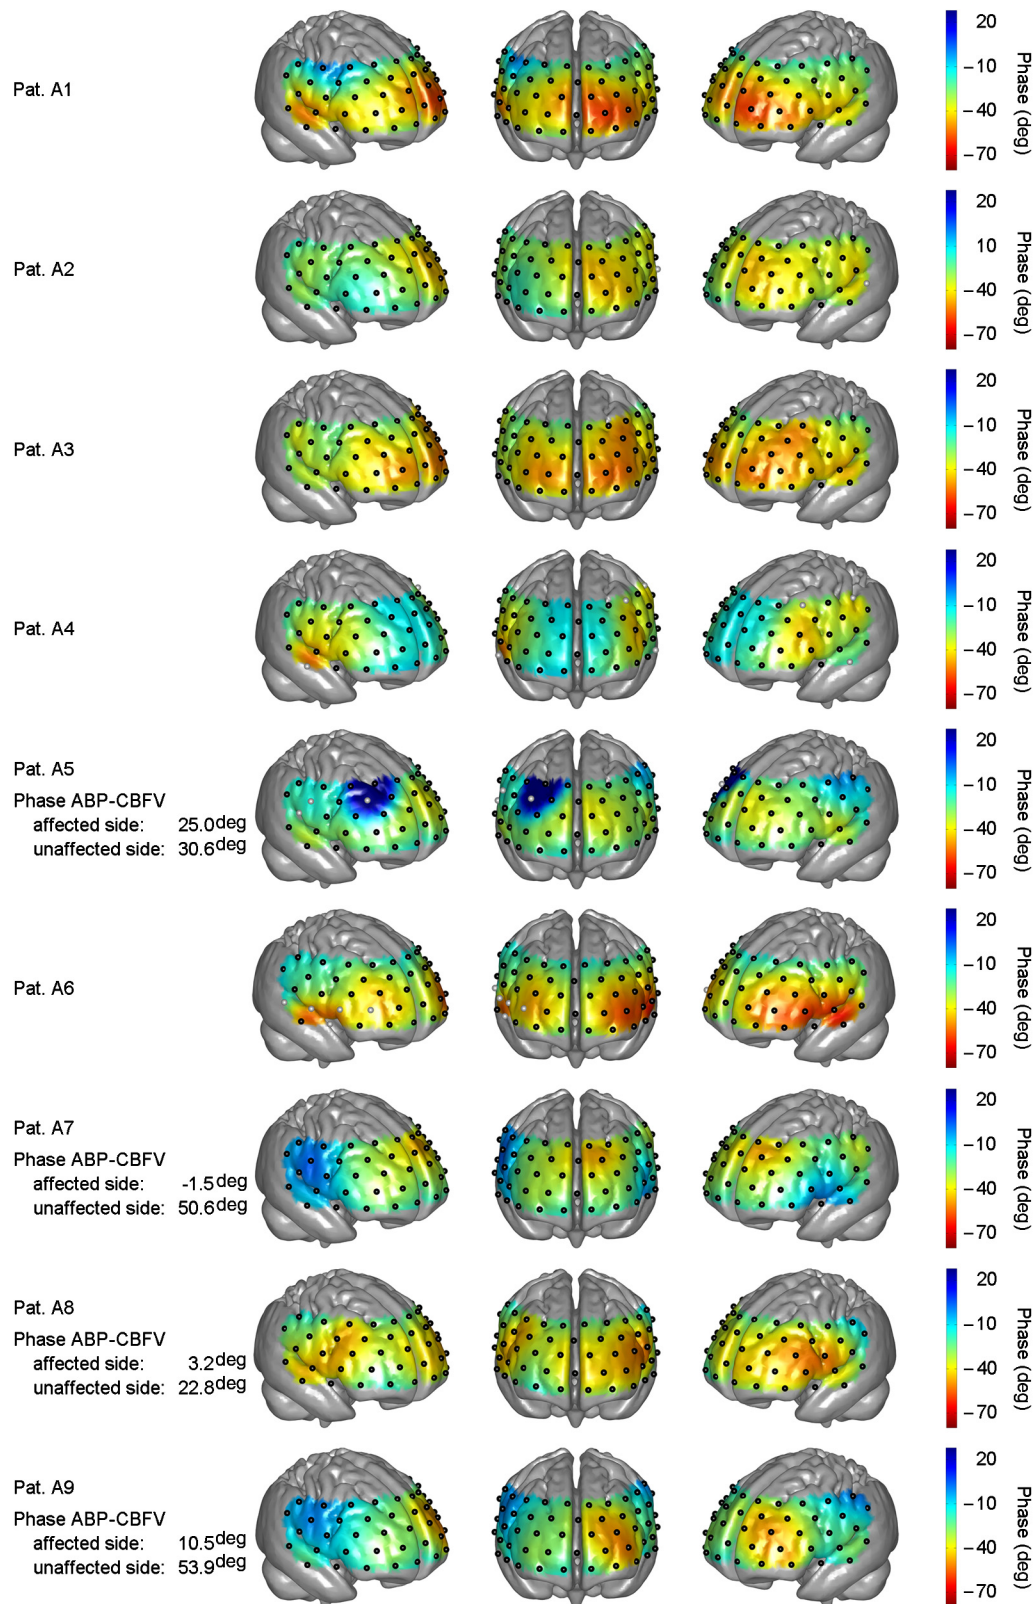 Pat. A1
20
−10
−40
−70
Phase (deg)
Pat. A2
20
10
−40
−70
Phase (deg)
Pat. A3
20
−10
−40
−70
Phase (deg)
Pat. A4
20
−10
−40
−70
Phase (deg)
Pat. A5
Phase ABP-CBFV
affected side: 25.0deg
unaffected side: 30.6deg
20
−10
−40
−70
Phase (deg)
Pat. A6
20
−10
−40
−70
Phase (deg)
Pat. A7
Phase ABP-CBFV
affected side: -1.5deg
unaffected side: 50.6deg
20
−10
−40
−70
Phase (deg)
Pat. A8
Phase ABP-CBFV
affected side: 3.2deg
unaffected side: 22.8deg
20
−10
−40
−70
Phase (deg)
Pat. A9
Phase ABP-CBFV
affected side: 10.5deg
unaffected side: 53.9deg
20
−10
−40
−70
Phase (deg)